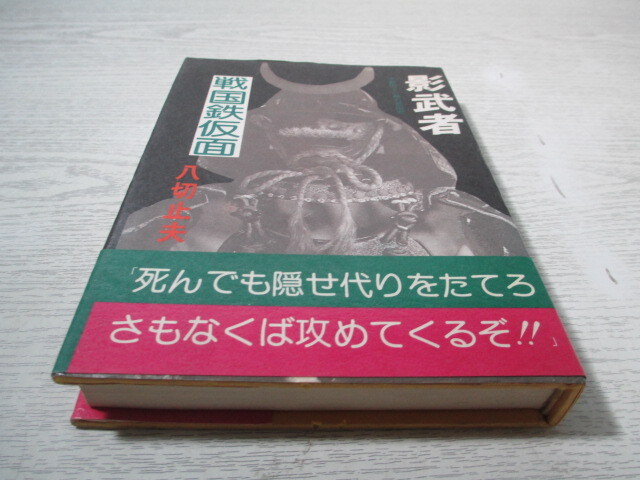 影武者
戦国鉄仮面
八切止夫
「死んでも隠せ代りをたてろ
さもなくば攻めてくるぞ!!」